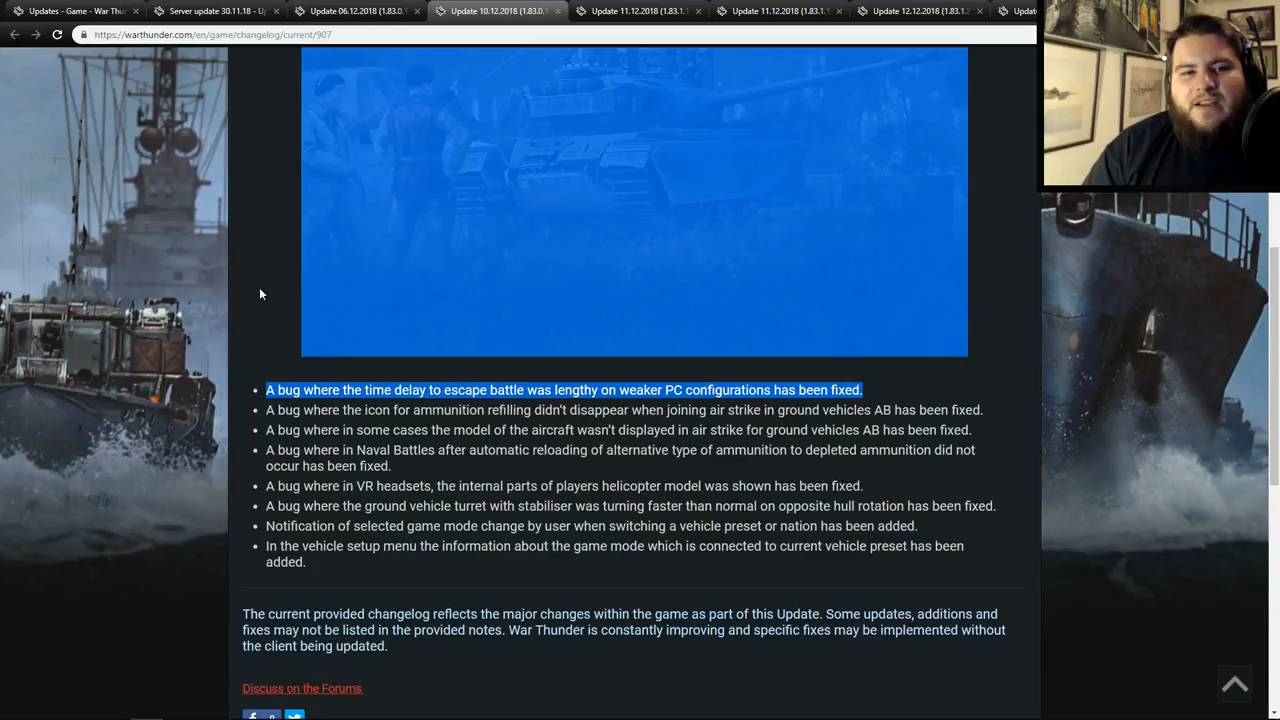 Updates - Game - War Thun
Server update 30.11.18 - U
Update 06.12.2018 (1.83.0.
Update 10.12.2018 (1.83.0.
Update 11.12.2018 (1.83.1.
Update 11.12.2018 (1.83.1.
Update 12.12.2018 (1.83.1.
https://warthunder.com/en/game/changelog/current/907
• A bug where the time delay to escape battle was lengthy on weaker PC configurations has been fixed.
• A bug where the icon for ammunition refilling didn't disappear when joining air strike in ground vehicles AB has been fixed.
• A bug where in some cases the model of the aircraft wasn't displayed in air strike for ground vehicles AB has been fixed.
• A bug where in Naval Battles after automatic reloading of alternative type of ammunition to depleted ammunition did not
occur has been fixed.
• A bug where in VR headsets, the internal parts of players helicopter model was shown has been fixed.
• A bug where the ground vehicle turret with stabiliser was turning faster than normal on opposite hull rotation has been fixed.
• Notification of selected game mode change by user when switching a vehicle preset or nation has been added.
• In the vehicle setup menu the information about the game mode which is connected to current vehicle preset has been
added.
The current provided changelog reflects the major changes within the game as part of this Update. Some updates, additions and
fixes may not be listed in the provided notes. War Thunder is constantly improving and specific fixes may be implemented without
the client being updated.
Discuss on the Forums